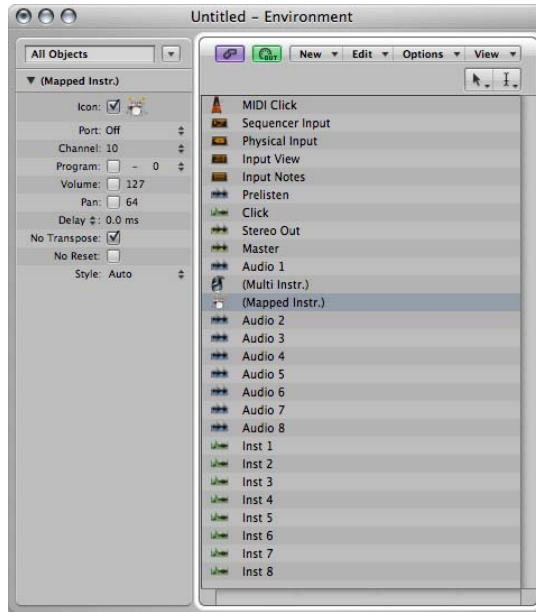 Untitled – Environment
All Objects
(Mapped Instr.)
Icon:
Port: Off
Channel: 10
Program: – 0
Volume: 127
Pan: 64
Delay : 0.0 ms
No Transpose:
No Reset:
Style: Auto
OUT New Edit Options View
MIDI Click
Sequencer Input
Physical Input
Input View
Input Notes
Prelisten
Click
Stereo Out
Master
Audio 1
(Multi Instr.)
(Mapped Instr.)
Audio 2
Audio 3
Audio 4
Audio 5
Audio 6
Audio 7
Audio 8
Inst 1
Inst 2
Inst 3
Inst 4
Inst 5
Inst 6
Inst 7
Inst 8